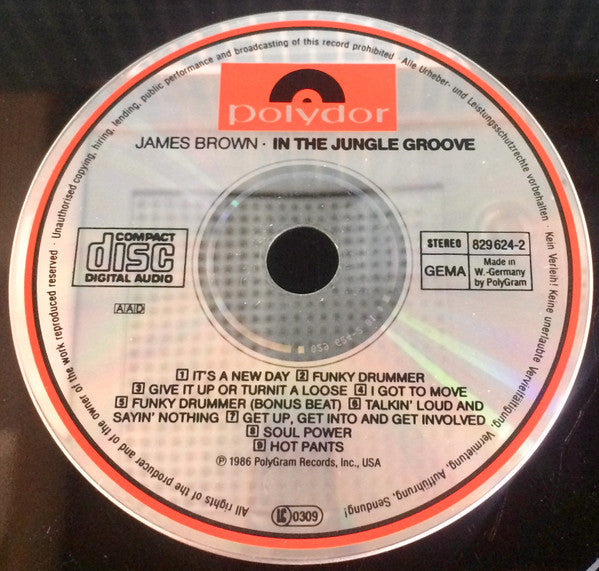 Unauthorised copying, hiring, lending, public performance and broadcasting of this record prohibited · Alle Urheber- und Leistungsschutzrechte vorbehalten · Kein Verleih! Keine unerlaubte Vervielfältigung, Vermietung, Aufführung, Sendung!
All rights of the producer and of the owner of the work reproduced reserved ·
polydor
JAMES BROWN · IN THE JUNGLE GROOVE
COMPACT
disc
DIGITAL AUDIO
AAD
STEREO 829 624-2
GEMA Made in
W.-Germany
by PolyGram
1 IT'S A NEW DAY 2 FUNKY DRUMMER
3 GIVE IT UP OR TURNIT A LOOSE 4 I GOT TO MOVE
5 FUNKY DRUMMER (BONUS BEAT) 6 TALKIN' LOUD AND
SAYIN' NOTHING 7 GET UP, GET INTO AND GET INVOLVED
8 SOUL POWER
9 HOT PANTS
℗ 1986 PolyGram Records, Inc., USA
LC 0309